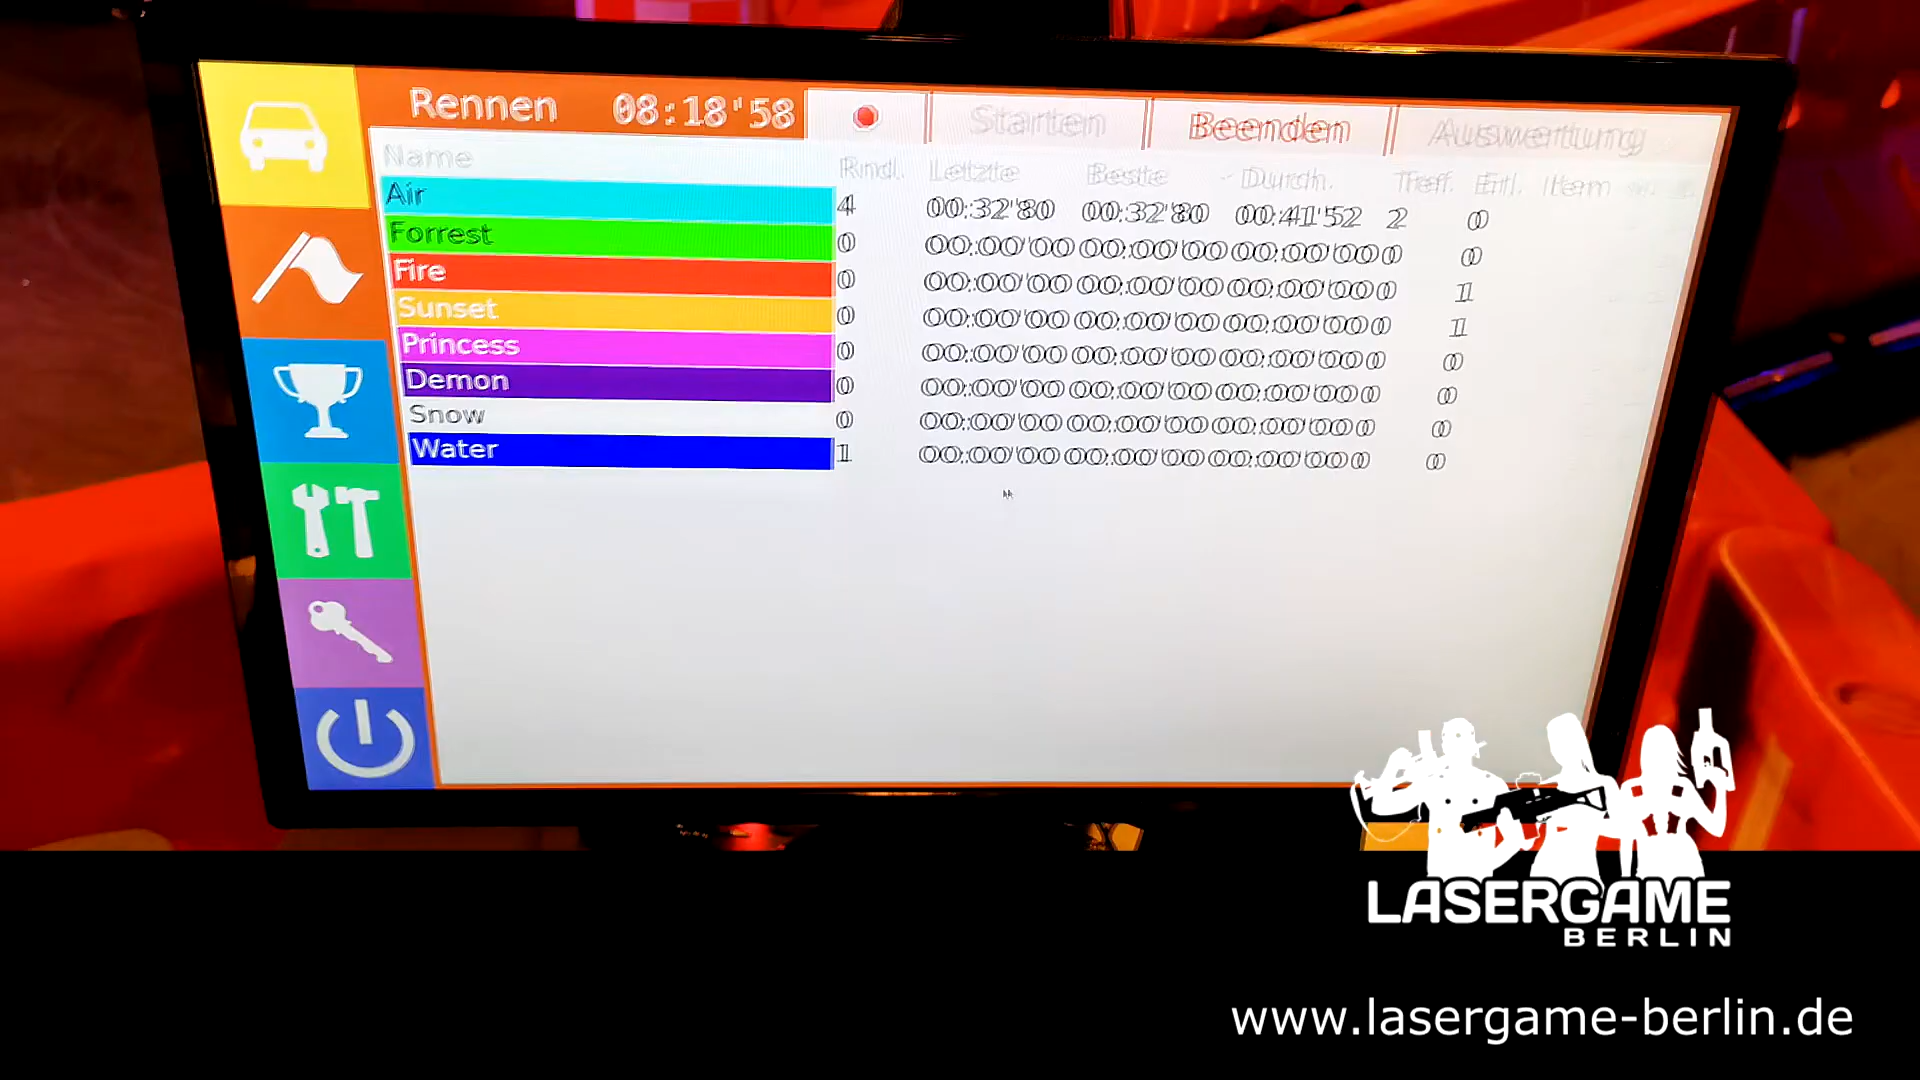 Rennen 08:18'58 Starten Beenden Auswertung
Name Rnd. Letzte Beste Durch. Treff. Erl. Item
Air 4 00:32'80 00:32'80 00:41'52 2 0
Forrest 0 00:00'00 00:00'00 00:00'00 0 0
Fire 0 00:00'00 00:00'00 00:00'00 0 1
Sunset 0 00:00'00 00:00'00 00:00'00 0 1
Princess 0 00:00'00 00:00'00 00:00'00 0 0
Demon 0 00:00'00 00:00'00 00:00'00 0 0
Snow 0 00:00'00 00:00'00 00:00'00 0 0
Water 1 00:00'00 00:00'00 00:00'00 0 0
LASERGAME
BERLIN
www.lasergame-berlin.de